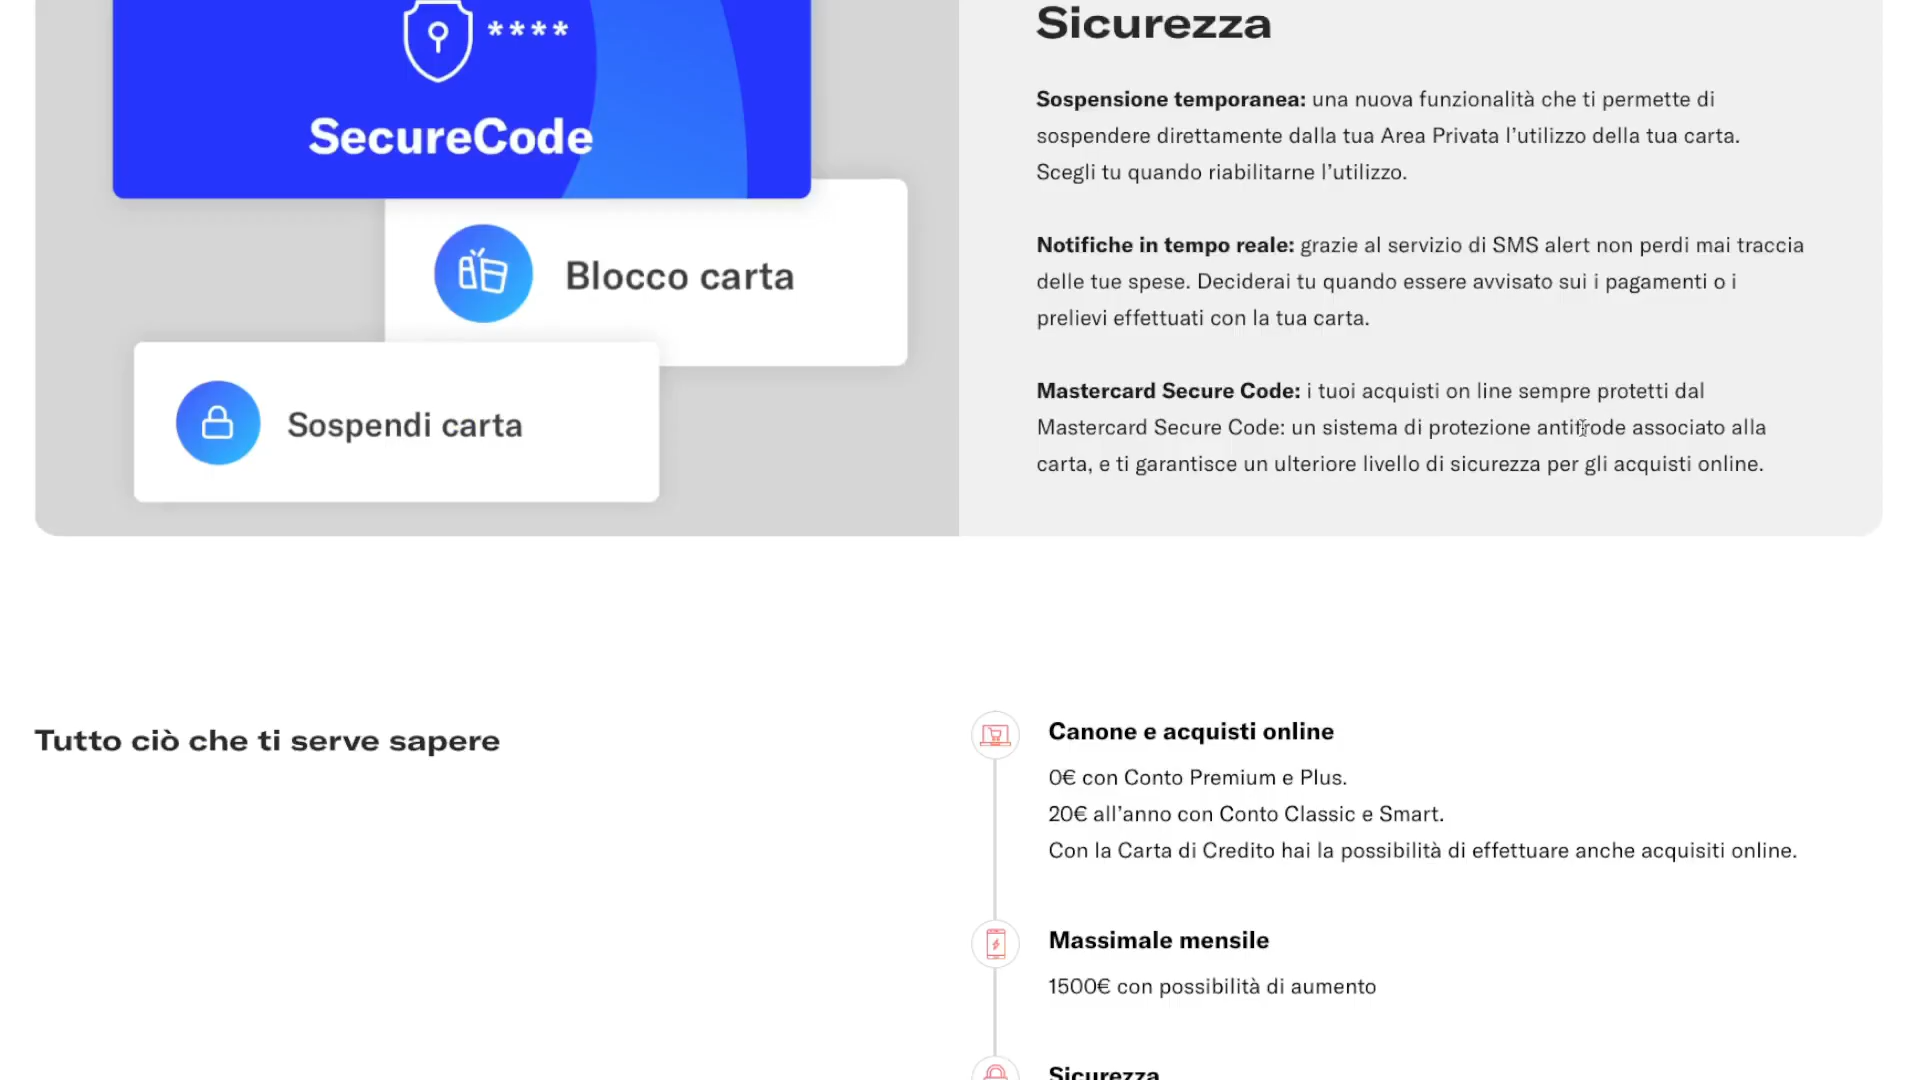 ****
SecureCode
Blocco carta
Sospendi carta
Sicurezza
Sospensione temporanea: una nuova funzionalità che ti permette di
sospendere direttamente dalla tua Area Privata l’utilizzo della tua carta.
Scegli tu quando riabilitarne l’utilizzo.
Notifiche in tempo reale: grazie al servizio di SMS alert non perdi mai traccia
delle tue spese. Deciderai tu quando essere avvisato sui i pagamenti o i
prelievi effettuati con la tua carta.
Mastercard Secure Code: i tuoi acquisti on line sempre protetti dal
Mastercard Secure Code: un sistema di protezione antifrode associato alla
carta, e ti garantisce un ulteriore livello di sicurezza per gli acquisti online.
Tutto ciò che ti serve sapere
Canone e acquisti online
0€ con Conto Premium e Plus.
20€ all’anno con Conto Classic e Smart.
Con la Carta di Credito hai la possibilità di effettuare anche acquisiti online.
Massimale mensile
1500€ con possibilità di aumento
Sicurezza